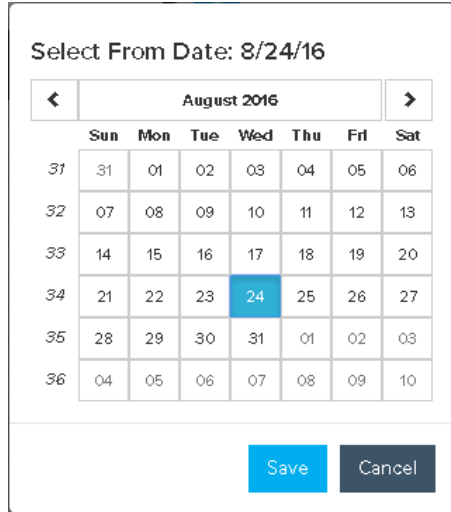 Select From Date: 8/24/16
August 2016
Sun Mon Tue Wed Thu Fri Sat
31 31 01 02 03 04 05 06
32 07 08 09 10 11 12 13
33 14 15 16 17 18 19 20
34 21 22 23 24 25 26 27
35 28 29 30 31 01 02 03
36 04 05 06 07 08 09 10
Save Cancel